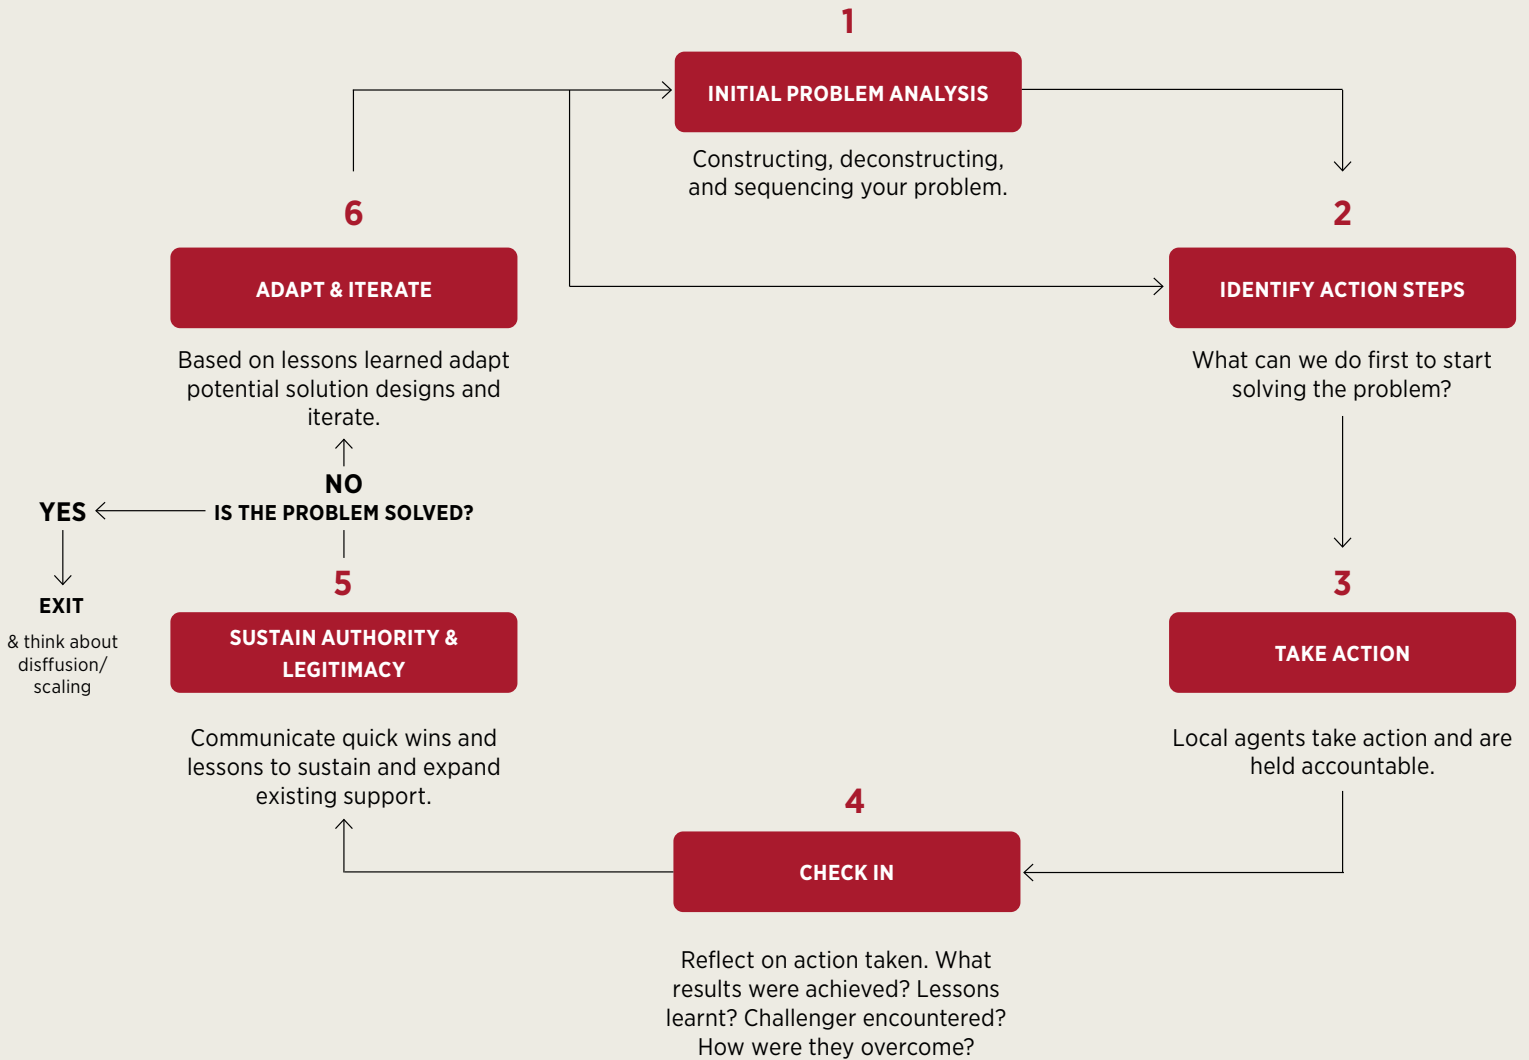 1
INITIAL PROBLEM ANALYSIS
Constructing, deconstructing,
and sequencing your problem.
2
IDENTIFY ACTION STEPS
What can we do first to start
solving the problem?
3
TAKE ACTION
Local agents take action and are
held accountable.
4
CHECK IN
Reflect on action taken. What
results were achieved? Lessons
learnt? Challenger encountered?
How were they overcome?
5
SUSTAIN AUTHORITY &
LEGITIMACY
Communicate quick wins and
lessons to sustain and expand
existing support.
IS THE PROBLEM SOLVED?
YES
EXIT
& think about
disffusion/
scaling
NO
6
ADAPT & ITERATE
Based on lessons learned adapt
potential solution designs and
iterate.